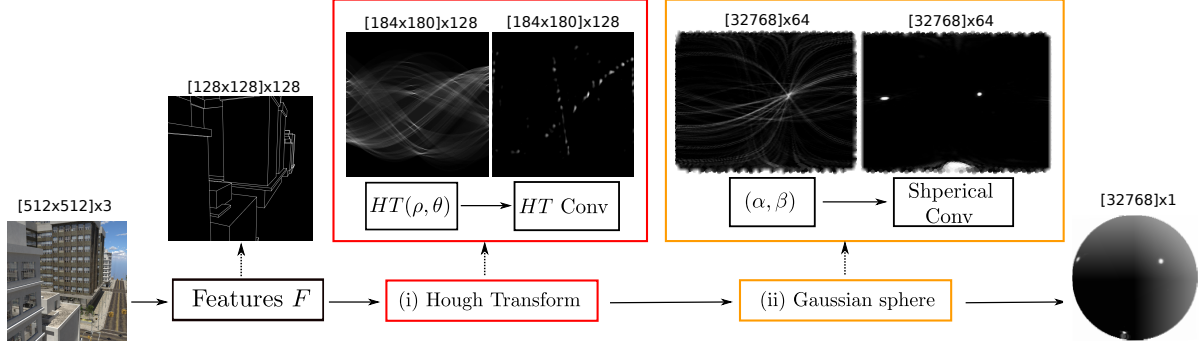 [512x512]x3
[128x128]x128
Features F
[184x180]x128
[184x180]x128
HT(ρ, θ)
HT Conv
(i) Hough Transform
[32768]x64
[32768]x64
(α, β)
Shperical
Conv
(ii) Gaussian sphere
[32768]x1